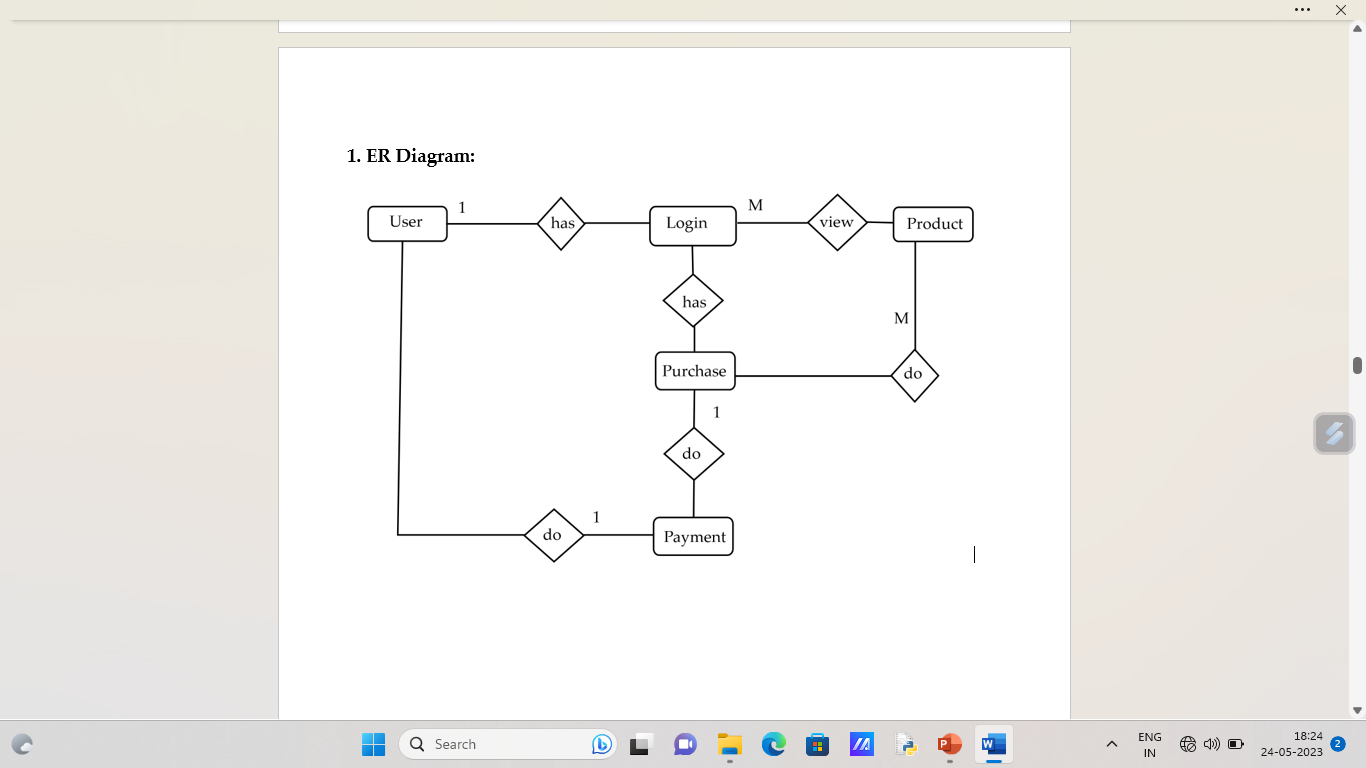 1. ER Diagram:
User 1 has Login M view Product
has
M
Purchase do
1
do
1
do Payment
Search
P
W
ENG
IN
18:24
24-05-2023
2